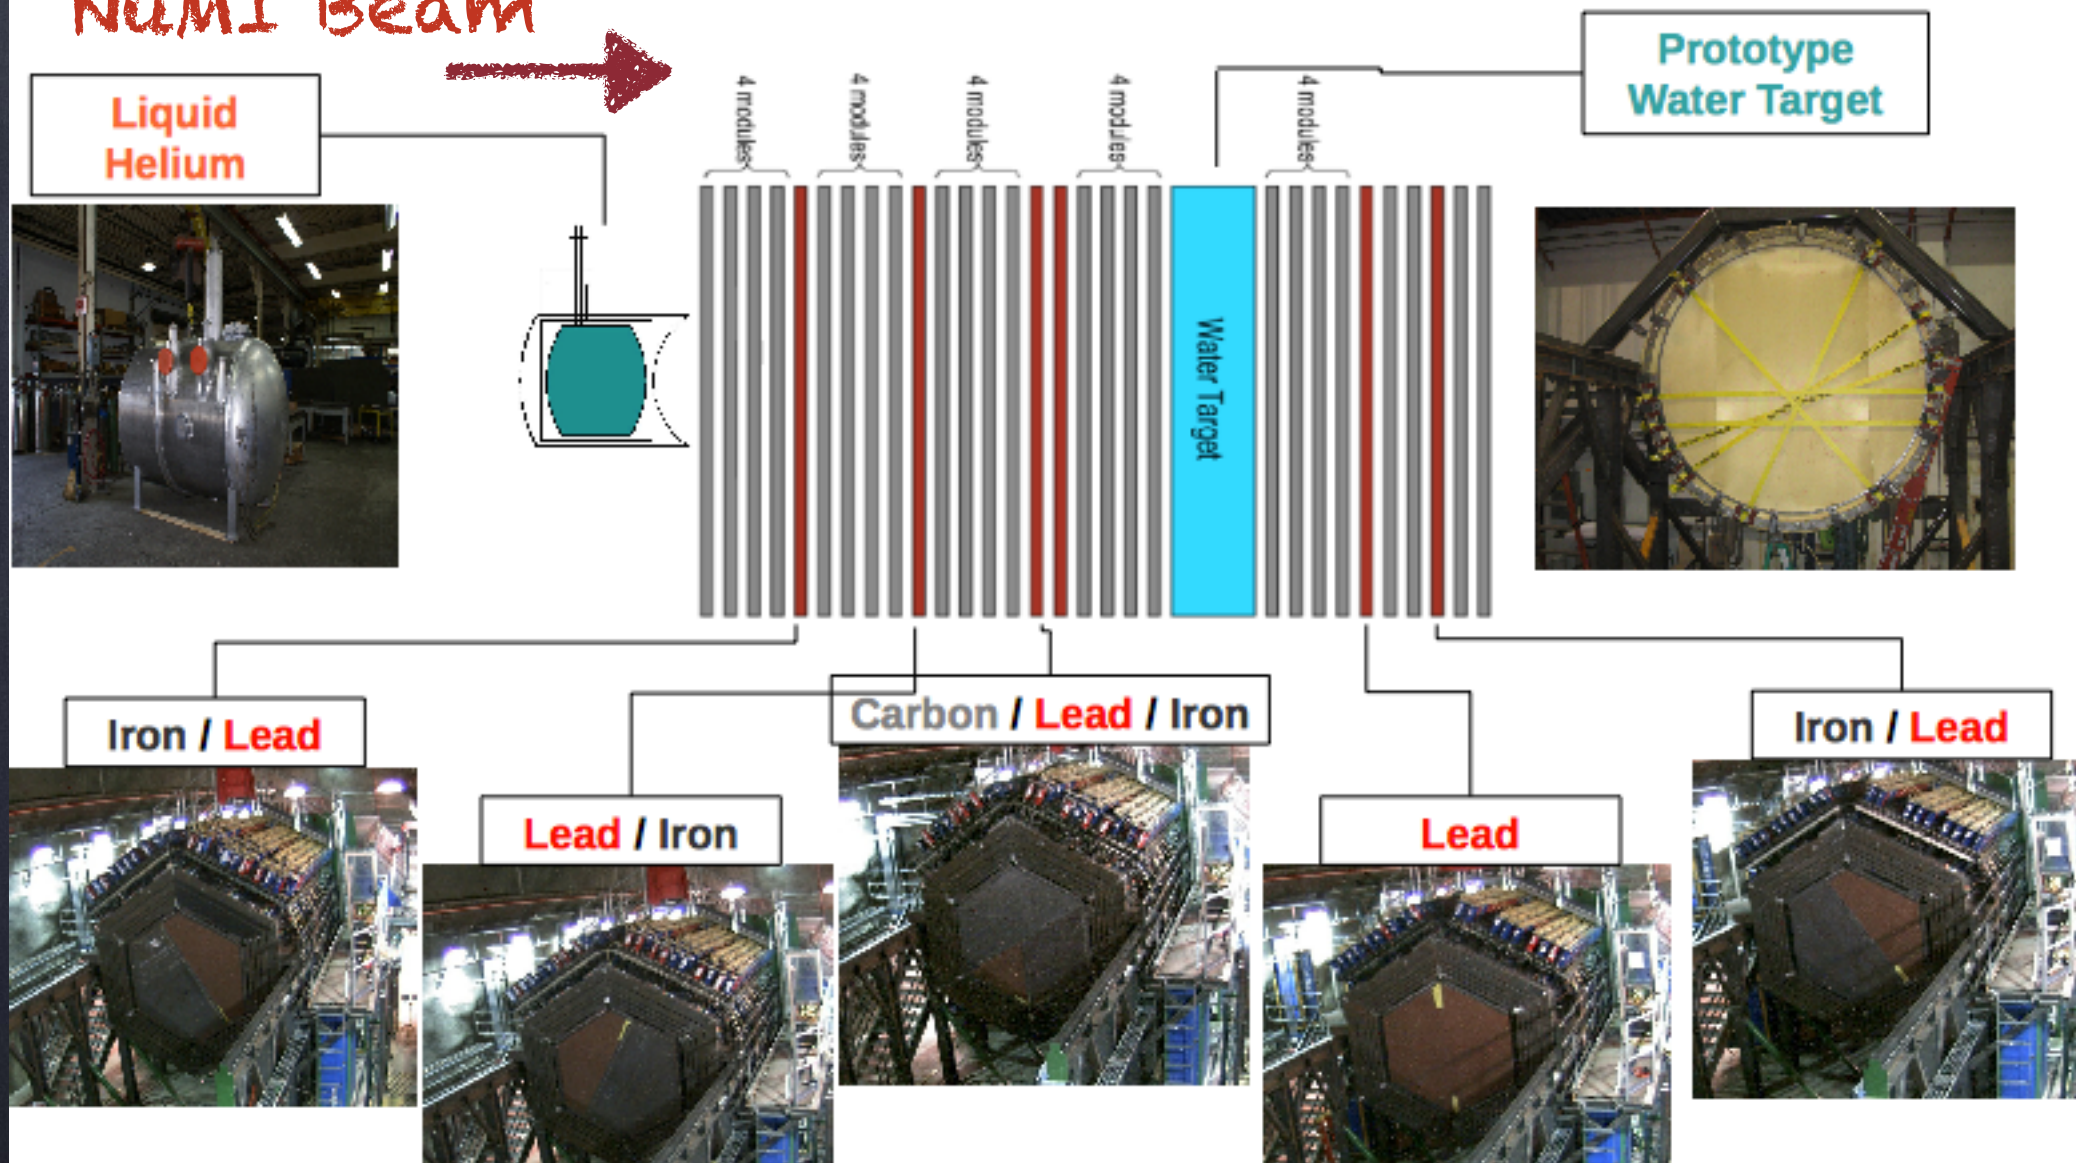 NuMI Beam
Liquid
Helium
4 modules
4 modules
4 modules
4 modules
4 modules
Prototype
Water Target
Water Target
Iron / Lead
Lead / Iron
Carbon / Lead / Iron
Lead
Iron / Lead